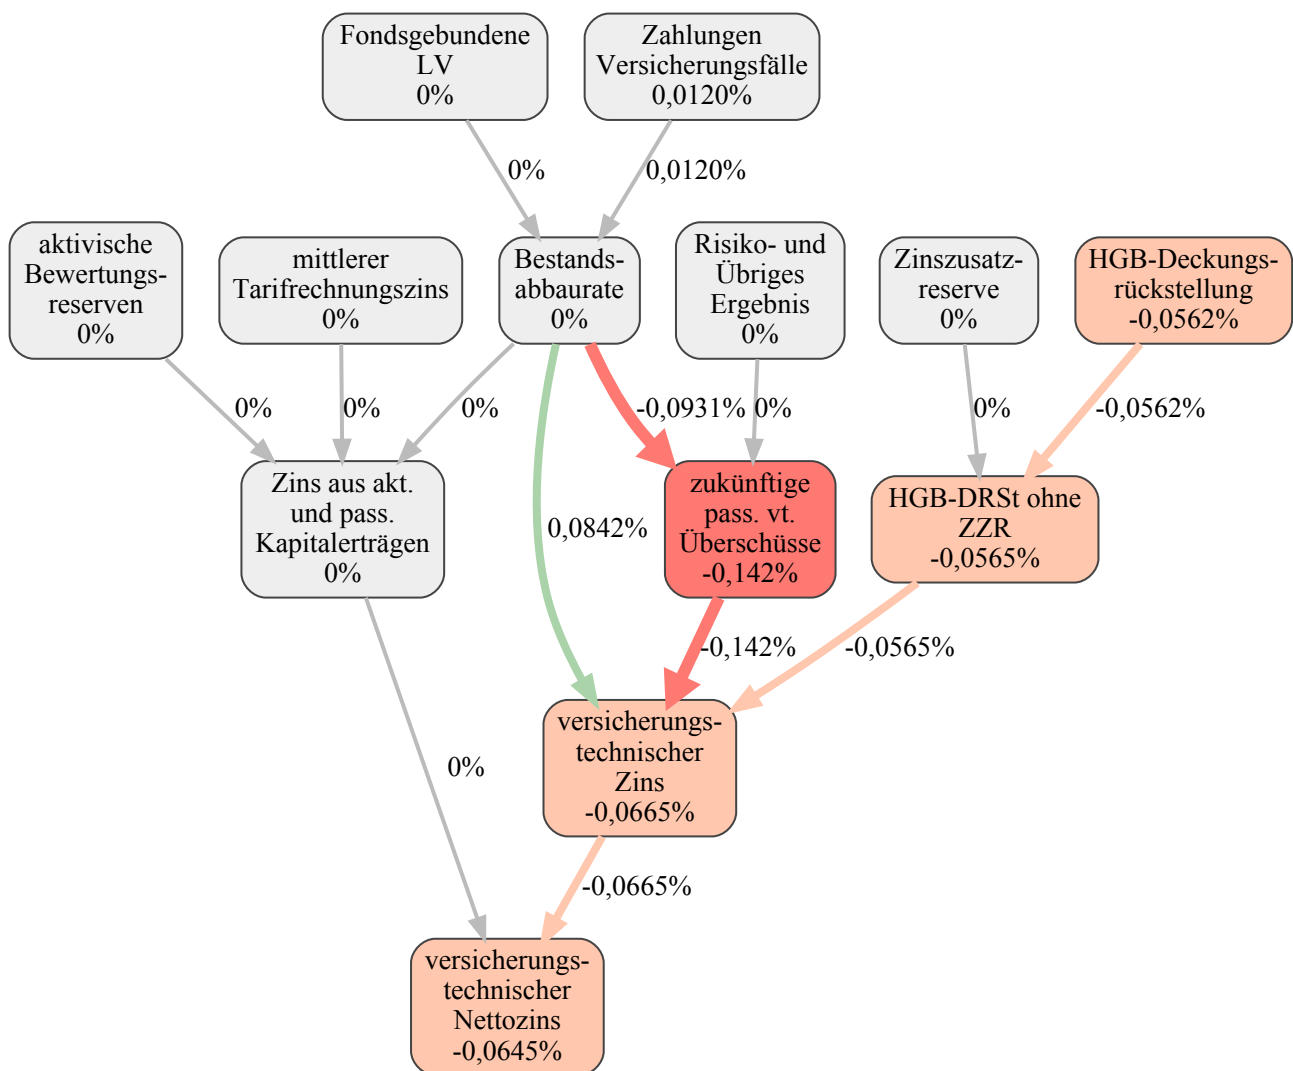 Fondsgebundene
LV
0%
Zahlungen
Versicherungsfälle
0,0120%
0%
0,0120%
aktivische
Bewertungs-
reserven
0%
mittlerer
Tarifrechnungszins
0%
Bestands-
abbaurate
0%
Risiko- und
Übriges
Ergebnis
0%
Zinszusatz-
reserve
0%
HGB-Deckungs-
rückstellung
-0,0562%
0%
0%
0%
-0,0931%
0%
0%
-0,0562%
Zins aus akt.
und pass.
Kapitalerträgen
0%
0,0842%
zukünftige
pass. vt.
Überschüsse
-0,142%
HGB-DRSt ohne
ZZR
-0,0565%
-0,142%
-0,0565%
versicherungs-
technischer
Zins
-0,0665%
0%
-0,0665%
versicherungs-
technischer
Nettozins
-0,0645%